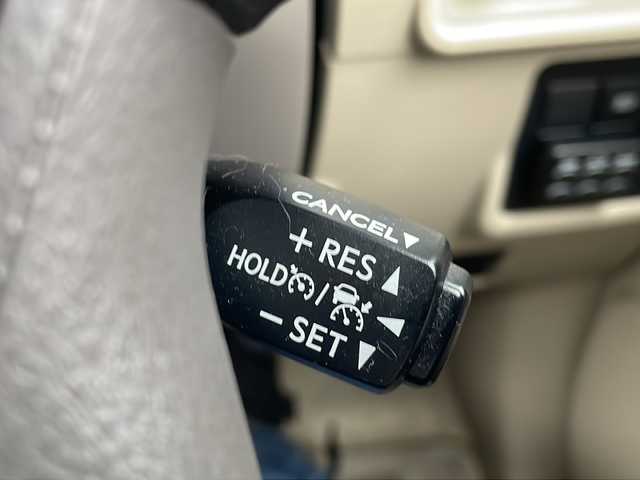 CANCEL▼
+ RES ▲
HOLD /
- SET ▼